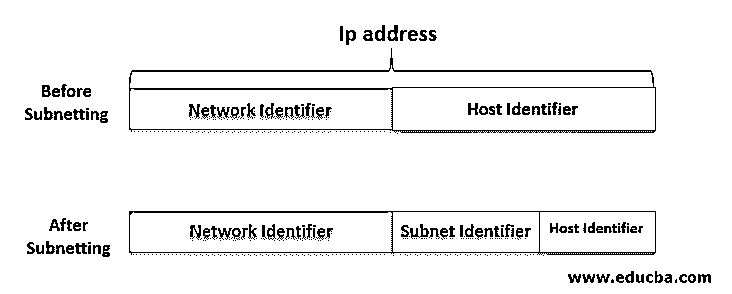 Ip address
Before
Subnetting
Network Identifier
Host Identifier
After
Subnetting
Network Identifier
Subnet Identifier
Host Identifier
www.educba.com